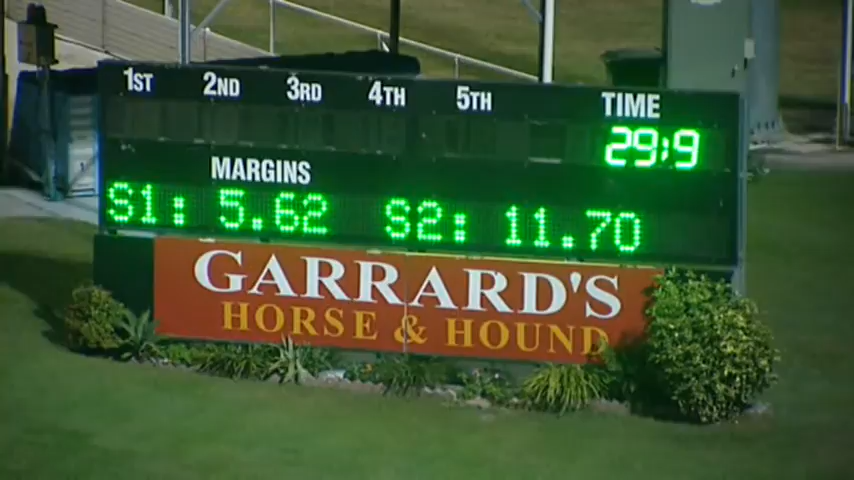 1ST 2ND 3RD 4TH 5TH TIME
29:9
MARGINS
S1: 5.62 S2: 11.70
GARRARD'S
HORSE & HOUND